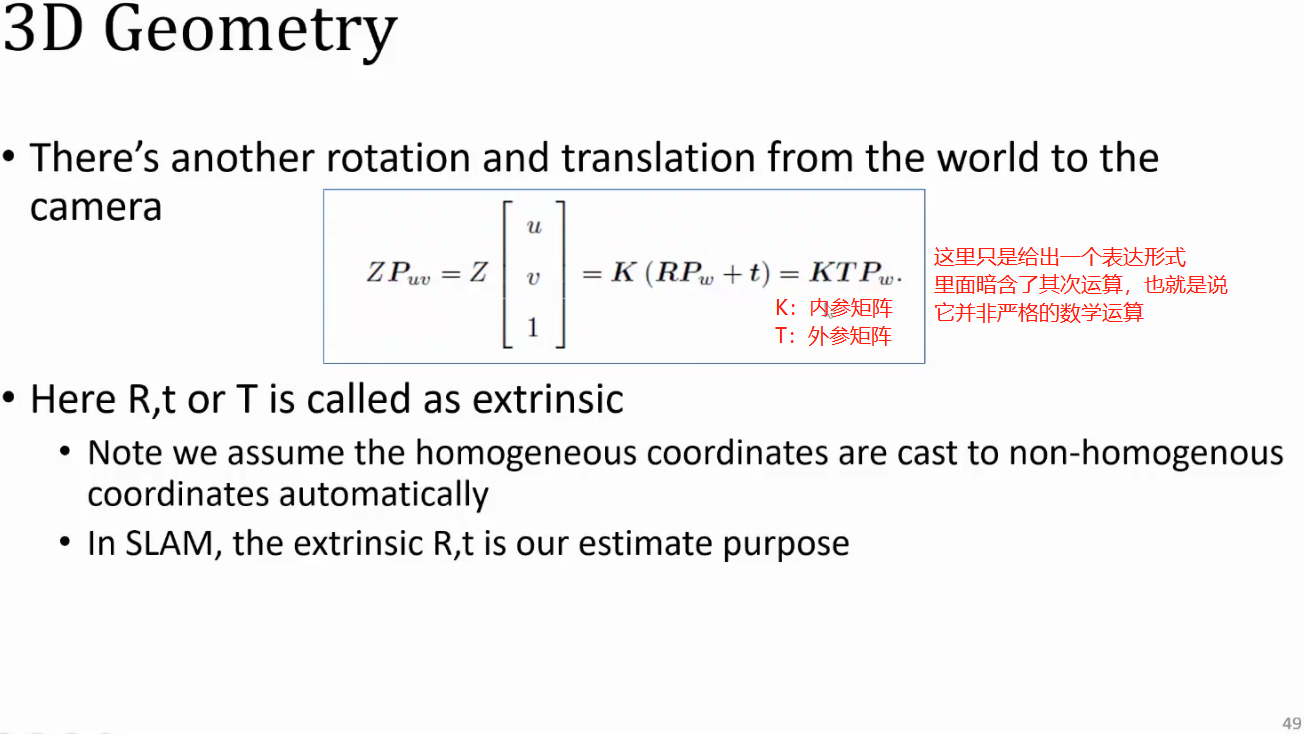 3D Geometry
• There’s another rotation and translation from the world to the
camera
ZP_{uv} = Z \begin{bmatrix} u \\ v \\ 1 \end{bmatrix} = K (RP_w + t) = KTP_w.
K：内参矩阵
T：外参矩阵
这里只是给出一个表达形式
里面暗含了其次运算，也就是说
它并非严格的数学运算
• Here R,t or T is called as extrinsic
• Note we assume the homogeneous coordinates are cast to non-homogenous
coordinates automatically
• In SLAM, the extrinsic R,t is our estimate purpose
49